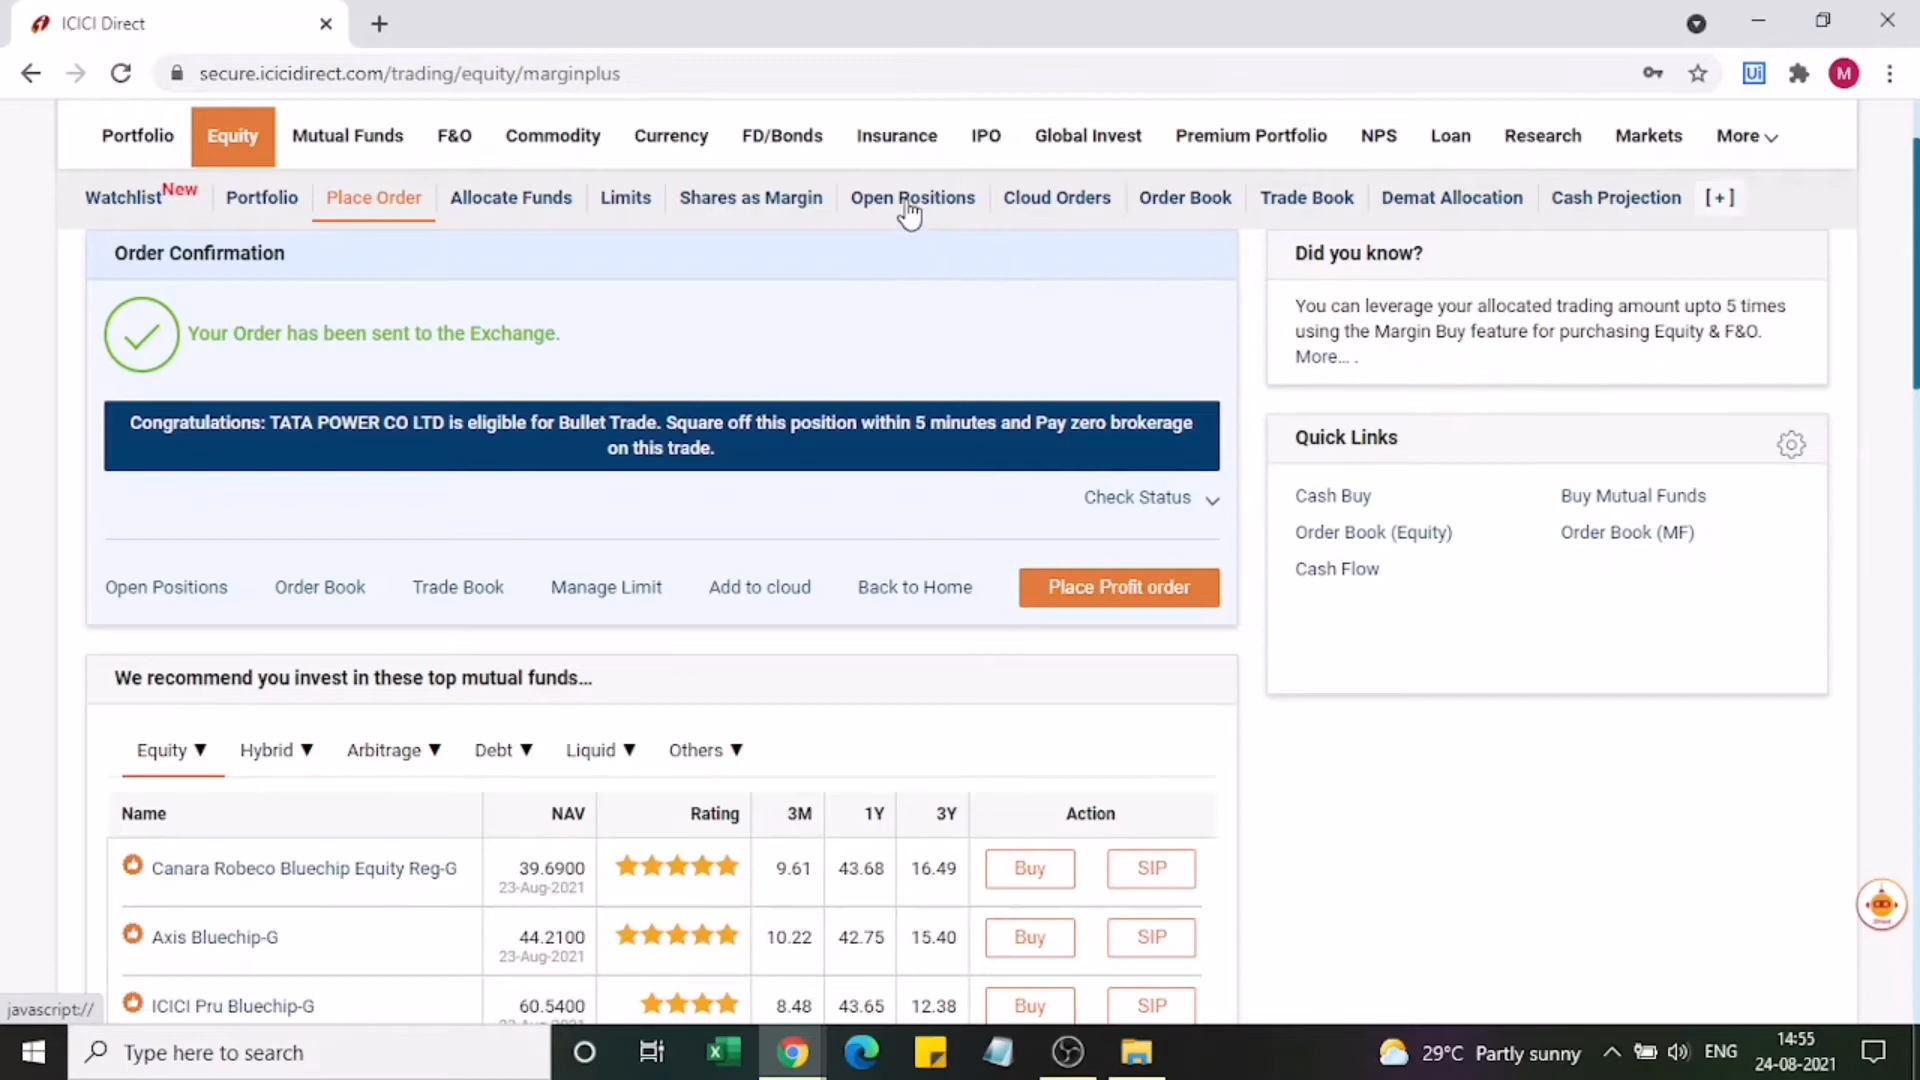 ICICI Direct
secure.icicidirect.com/trading/equity/marginplus
Ui
M
Portfolio Equity Mutual Funds F&O Commodity Currency FD/Bonds Insurance IPO Global Invest Premium Portfolio NPS Loan Research Markets More
Watchlist New Portfolio Place Order Allocate Funds Limits Shares as Margin Open Positions Cloud Orders Order Book Trade Book Demat Allocation Cash Projection [+]
Order Confirmation
Your Order has been sent to the Exchange.
Congratulations: TATA POWER CO LTD is eligible for Bullet Trade. Square off this position within 5 minutes and Pay zero brokerage
on this trade.
Check Status
Open Positions Order Book Trade Book Manage Limit Add to cloud Back to Home Place Profit order
Did you know?
You can leverage your allocated trading amount upto 5 times
using the Margin Buy feature for purchasing Equity & F&O.
More... .
Quick Links
Cash Buy Buy Mutual Funds
Order Book (Equity) Order Book (MF)
Cash Flow
We recommend you invest in these top mutual funds...
Equity ▼ Hybrid ▼ Arbitrage ▼ Debt ▼ Liquid ▼ Others ▼
Name NAV Rating 3M 1Y 3Y Action
Canara Robeco Bluechip Equity Reg-G 39.6900 9.61 43.68 16.49 Buy SIP
23-Aug-2021
Axis Bluechip-G 44.2100 10.22 42.75 15.40 Buy SIP
23-Aug-2021
ICICI Pru Bluechip-G 60.5400 8.48 43.65 12.38 Buy SIP
javascript://
Type here to search
29°C Partly sunny
ENG
14:55
24-08-2021